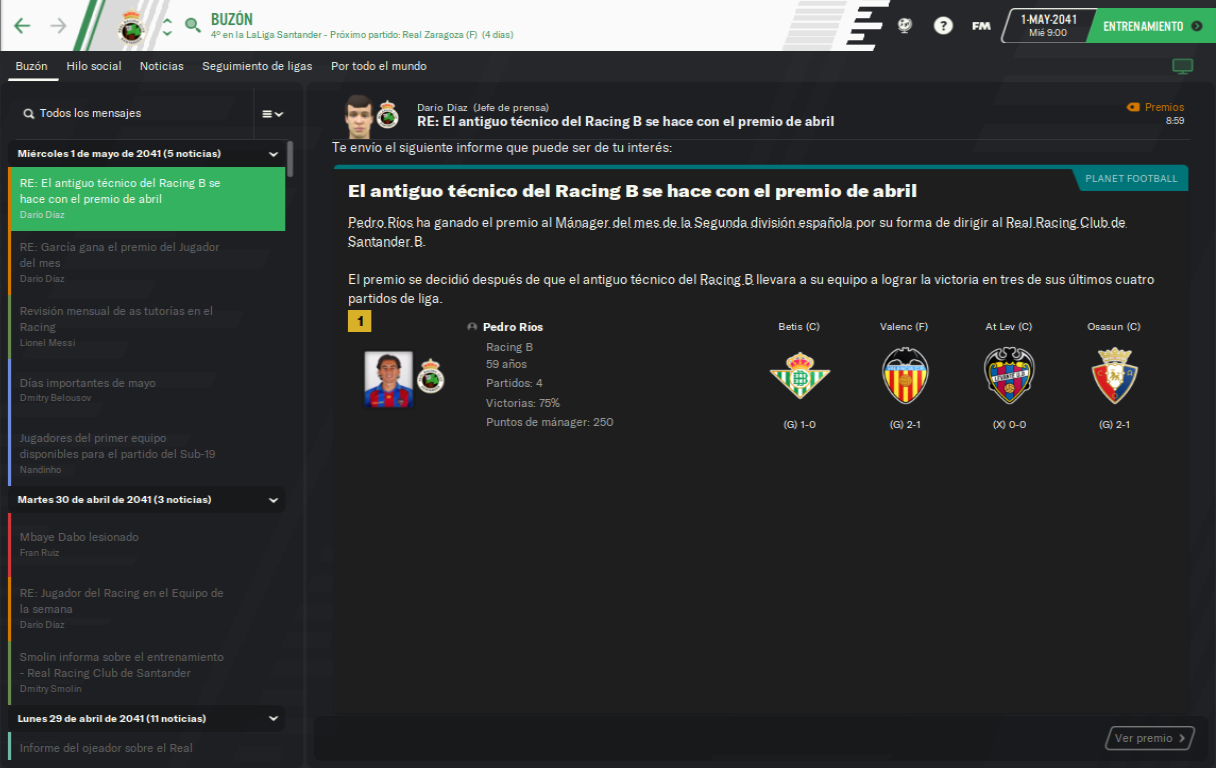 BUZÓN
4º en la LaLiga Santander - Próximo partido: Real Zaragoza (F) (4 días)
?
FM
1-MAY-2041
Mié 9:00
ENTRENAMIENTO
Buzón
Hilo social
Noticias
Seguimiento de ligas
Por todo el mundo
Todos los mensajes
Miércoles 1 de mayo de 2041 (5 noticias)
RE: El antiguo técnico del Racing B se
hace con el premio de abril
Darío Díaz
RE: García gana el premio del Jugador
del mes
Darío Díaz
Revisión mensual de as tutorías en el
Racing
Lionel Messi
Días importantes de mayo
Dmitry Belousov
Jugadores del primer equipo
disponibles para el partido del Sub-19
Nandinho
Martes 30 de abril de 2041 (3 noticias)
Mbaye Dabo lesionado
Fran Ruiz
RE: Jugador del Racing en el Equipo de
la semana
Darío Díaz
Smolin informa sobre el entrenamiento
- Real Racing Club de Santander
Dmitry Smolin
Lunes 29 de abril de 2041 (11 noticias)
Informe del ojeador sobre el Real
Darío Díaz (Jefe de prensa)
RE: El antiguo técnico del Racing B se hace con el premio de abril
Premios
8:59
Te envío el siguiente informe que puede ser de tu interés:
PLANET FOOTBALL
El antiguo técnico del Racing B se hace con el premio de abril
Pedro Ríos ha ganado el premio al Mánager del mes de la Segunda división española por su forma de dirigir al Real Racing Club de
Santander B.
El premio se decidió después de que el antiguo técnico del Racing B llevara a su equipo a lograr la victoria en tres de sus últimos cuatro
partidos de liga.
1
Pedro Ríos
Racing B
59 años
Partidos: 4
Victorias: 75%
Puntos de mánager: 250
Betis (C)
Valenc (F)
At Lev (C)
Osasun (C)
LEVANTE U.D.
(G) 1-0
(G) 2-1
(X) 0-0
(G) 2-1
Ver premio